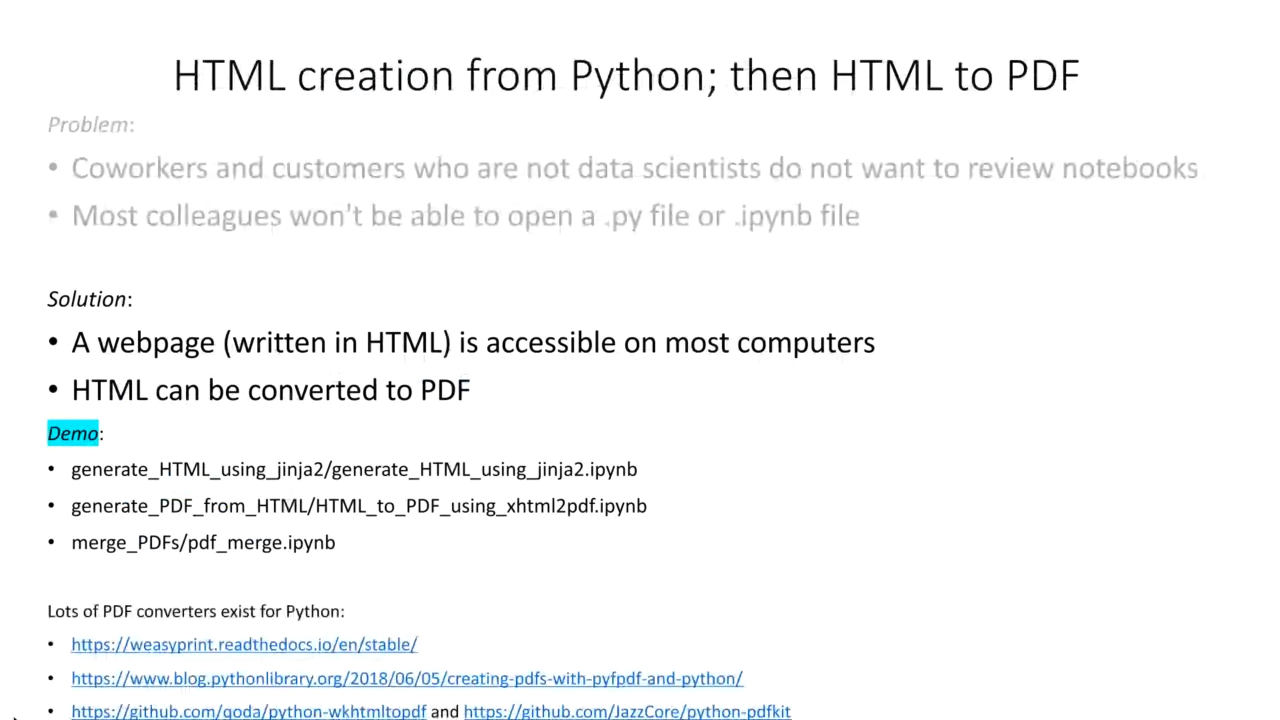 HTML creation from Python; then HTML to PDF
Problem:
• Coworkers and customers who are not data scientists do not want to review notebooks
• Most colleagues won't be able to open a .py file or .ipynb file
Solution:
• A webpage (written in HTML) is accessible on most computers
• HTML can be converted to PDF
Demo:
• generate_HTML_using_jinja2/generate_HTML_using_jinja2.ipynb
• generate_PDF_from_HTML/HTML_to_PDF_using_xhtml2pdf.ipynb
• merge_PDFs/pdf_merge.ipynb
Lots of PDF converters exist for Python:
• https://weasyprint.readthedocs.io/en/stable/
• https://www.blog.pythonlibrary.org/2018/06/05/creating-pdfs-with-pyfpdf-and-python/
• https://github.com/qoda/python-wkhtmltopdf and https://github.com/JazzCore/python-pdfkit